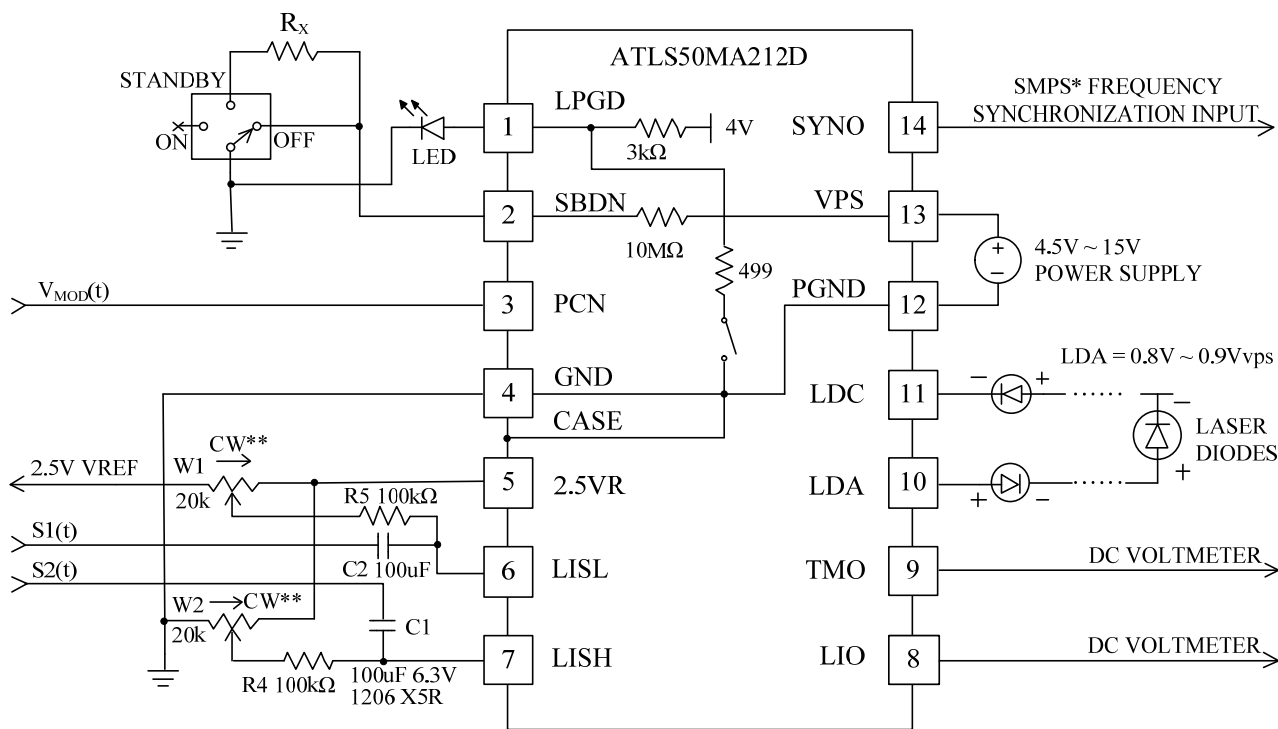 R_X
ATLS50MA212D
STANDBY
ON
OFF
LED
LPGD
1
3kΩ
4V
SYNO
14
SMPS* FREQUENCY
SYNCHRONIZATION INPUT
2
SBDN
10MΩ
VPS
13
4.5V ~ 15V
POWER SUPPLY
+
−
499
V_MOD(t)
3
PCN
PGND
12
LDA = 0.8V ~ 0.9Vvps
4
GND
CASE
LDC
11
−
+
......
−
LASER
DIODES
+
2.5V VREF
W1
CW**
20k
R5 100kΩ
5
2.5VR
LDA
10
+
−
......
S1(t)
C2 100uF
6
LISL
TMO
9
DC VOLTMETER
S2(t)
W2
CW**
20k
C1
R4 100kΩ
100uF 6.3V
1206 X5R
7
LISH
LIO
8
DC VOLTMETER